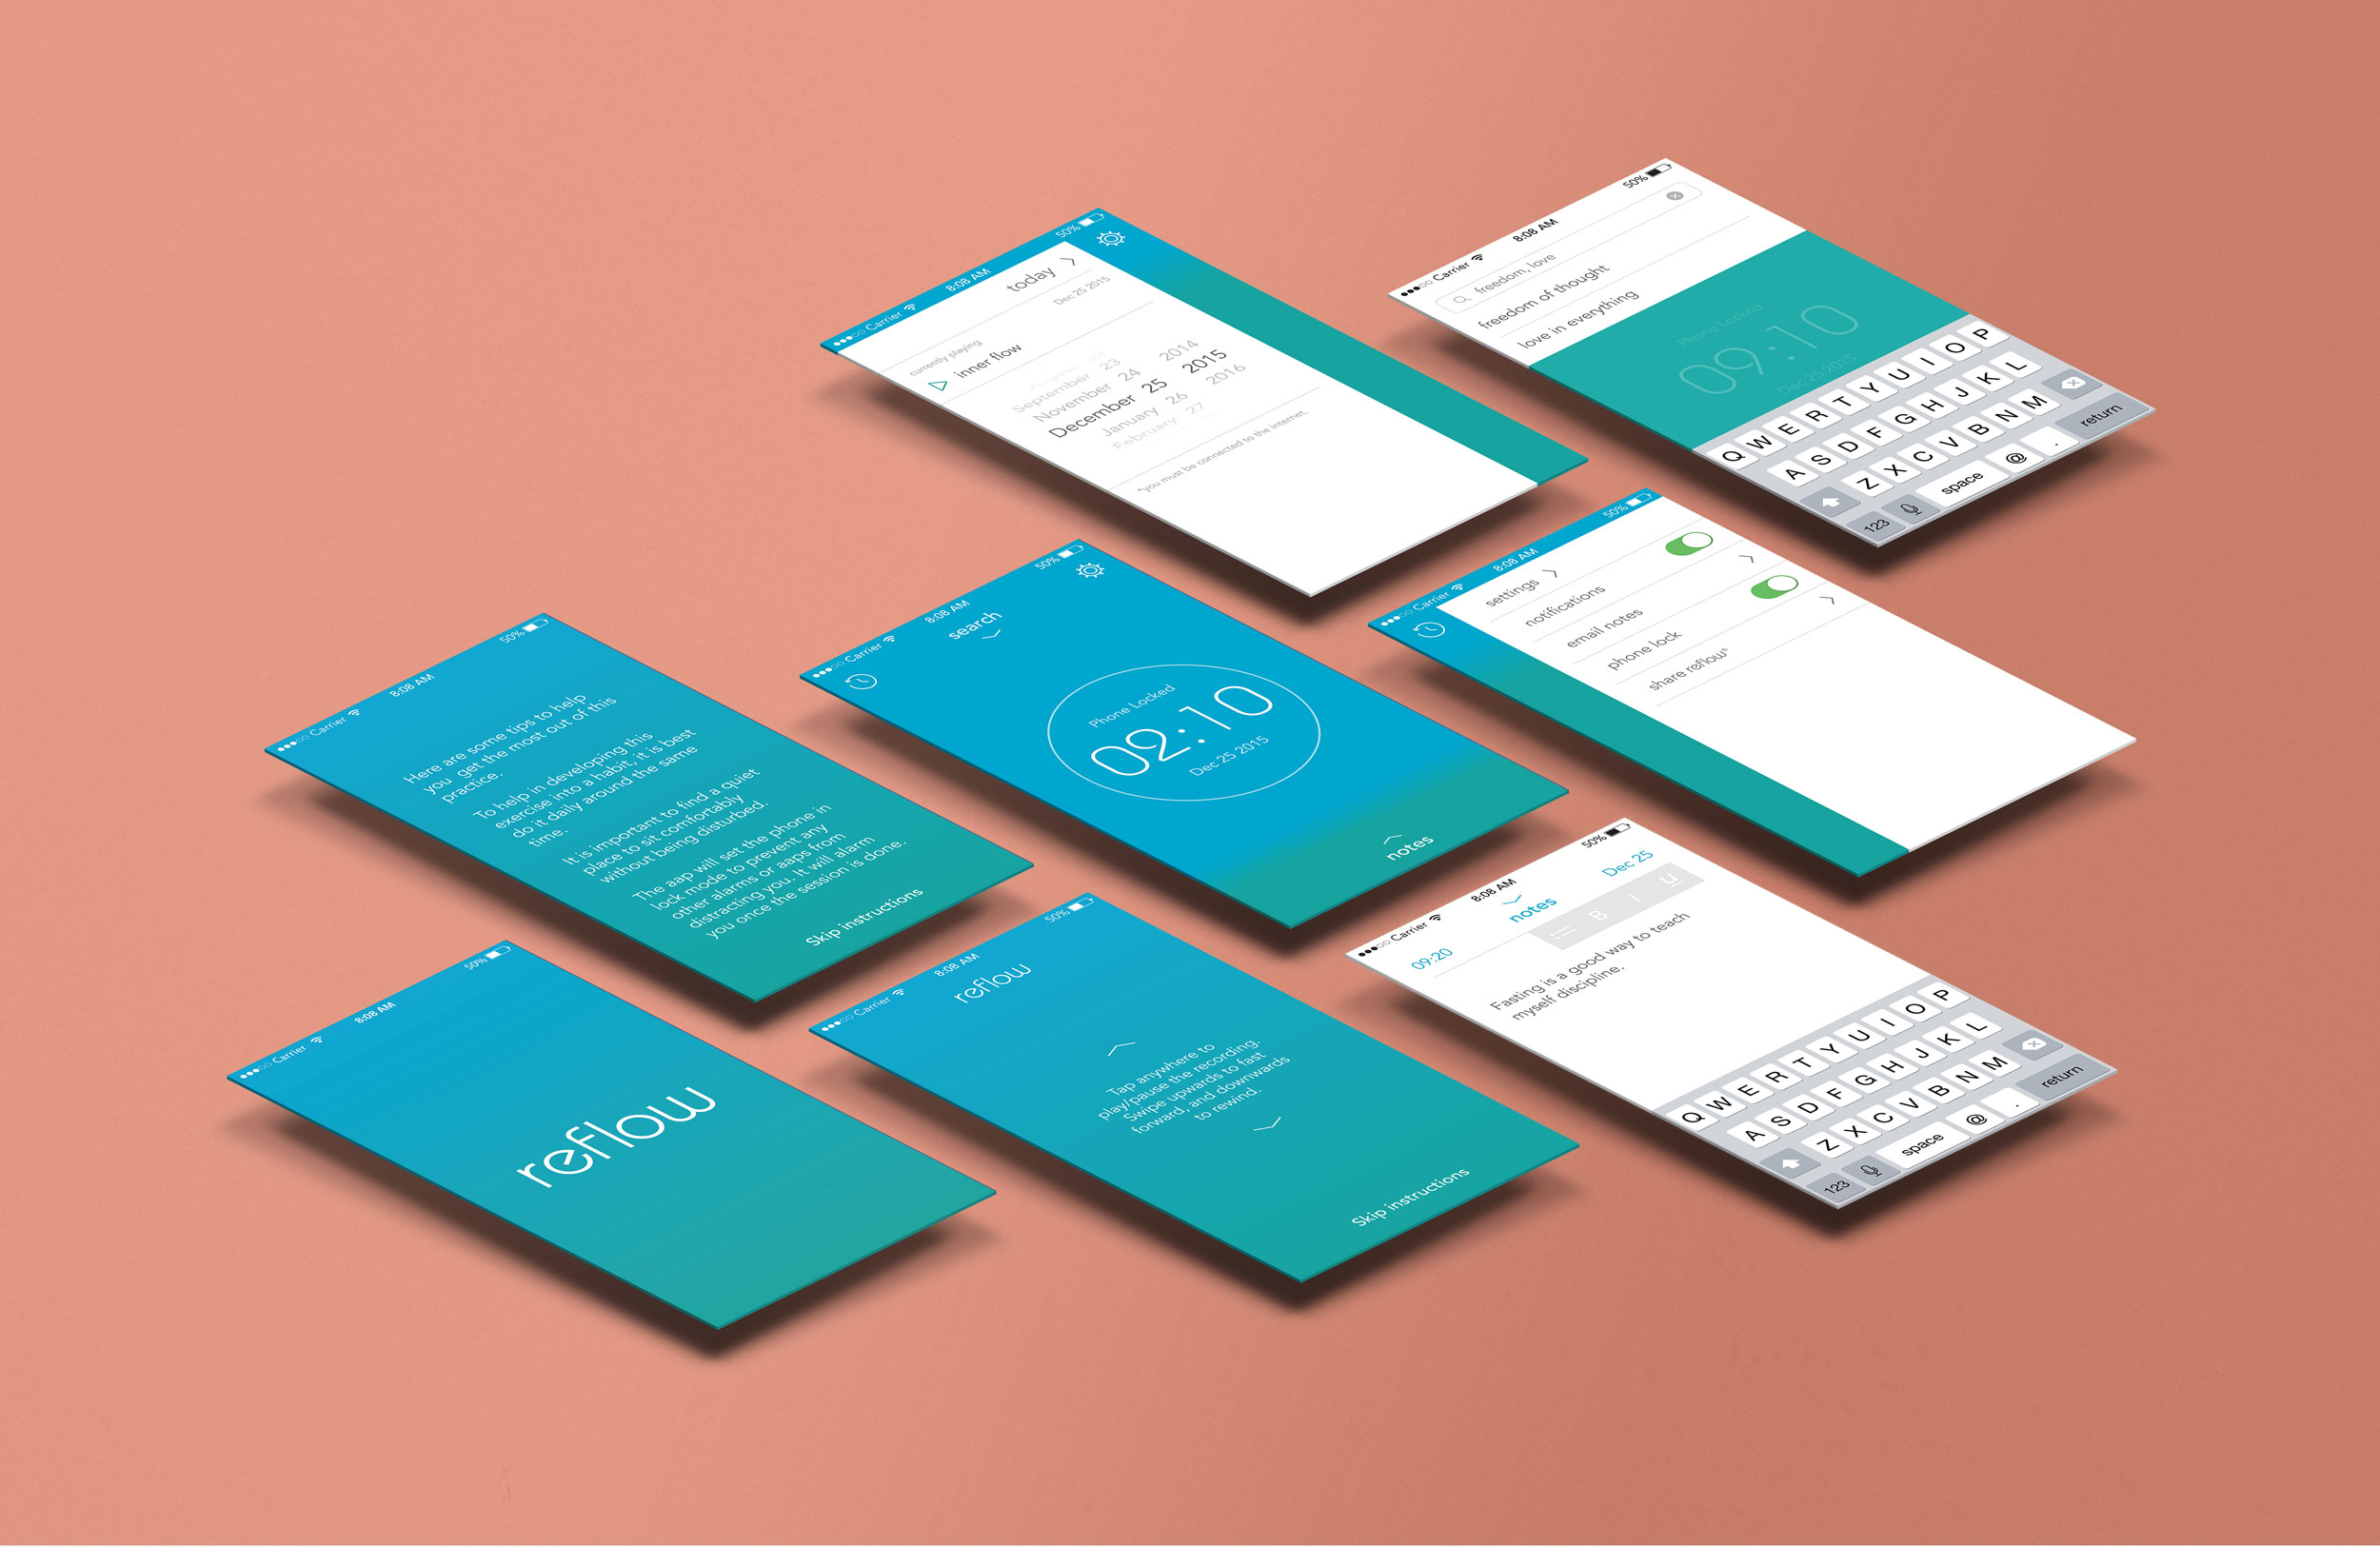 Carrier 8:08 AM 50%
today
Dec 25 2015
currently playing
inner flow
September 23
November 24 2014
December 25 2015
January 26 2016
February 27
*you must be connected to the internet.
Carrier 8:08 AM 50%
freedom, love
freedom of thought
love in everything
Phone Locked
09:10
Dec 25 2015
Q W E R T Y U I O P
A S D F G H J K L
Z X C V B N M
123 space @ . return
Carrier 8:08 AM 50%
Here are some tips to help
you get the most out of this
practice.
To help in developing this
exercise into a habit, it is best
do it daily around the same
time.
It is important to find a quiet
place to sit comfortably
without being disturbed.
The aap will set the phone in
lock mode to prevent any
other alarms or aaps from
distracting you. It will alarm
you once the session is done.
Skip instructions
Carrier 8:08 AM 50%
search
Phone Locked
02:10
Dec 25 2015
notes
Carrier 8:08 AM 50%
settings
notifications
email notes
phone lock
share reflow®
Carrier 8:08 AM 50%
reflow
Carrier 8:08 AM 50%
reflow
Tap anywhere to
play/pause the recording.
Swipe upwards to fast
forward, and downwards
to rewind.
Skip instructions
Carrier 8:08 AM 50%
09:20 notes Dec 25
B I U
Fasting is a good way to teach
myself discipline.
Q W E R T Y U I O P
A S D F G H J K L
Z X C V B N M
123 space @ . return